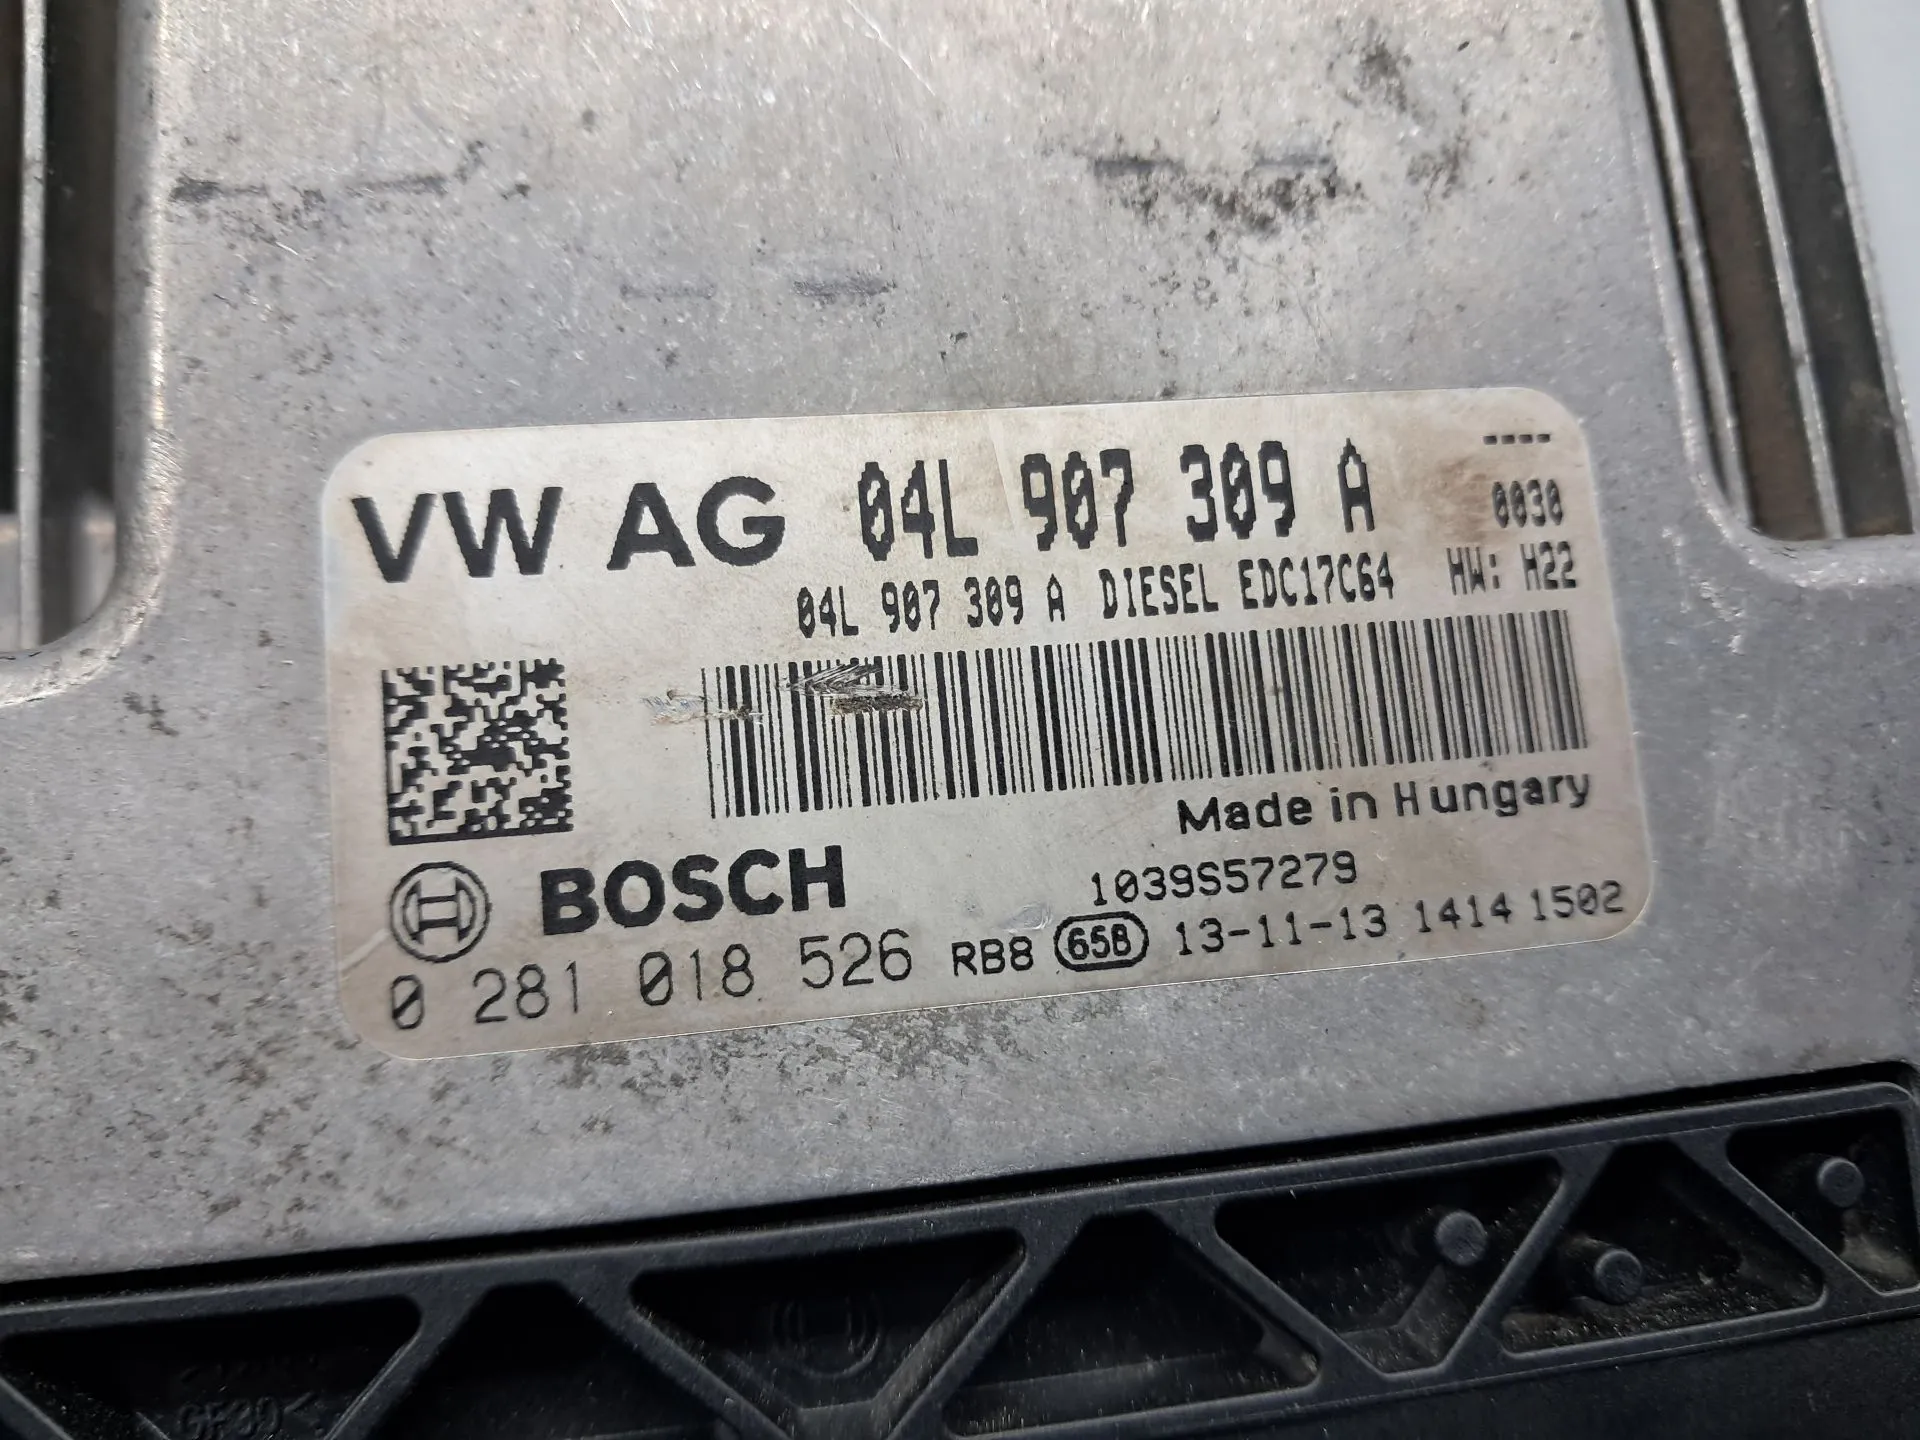 VW AG 04L 907 309 A
----
0030
04L 907 309 A DIESEL EDC17C64 HW: H22
Made in Hungary
BOSCH
1039S57279
0 281 018 526 RB8 65B 13-11-13 1414 1502